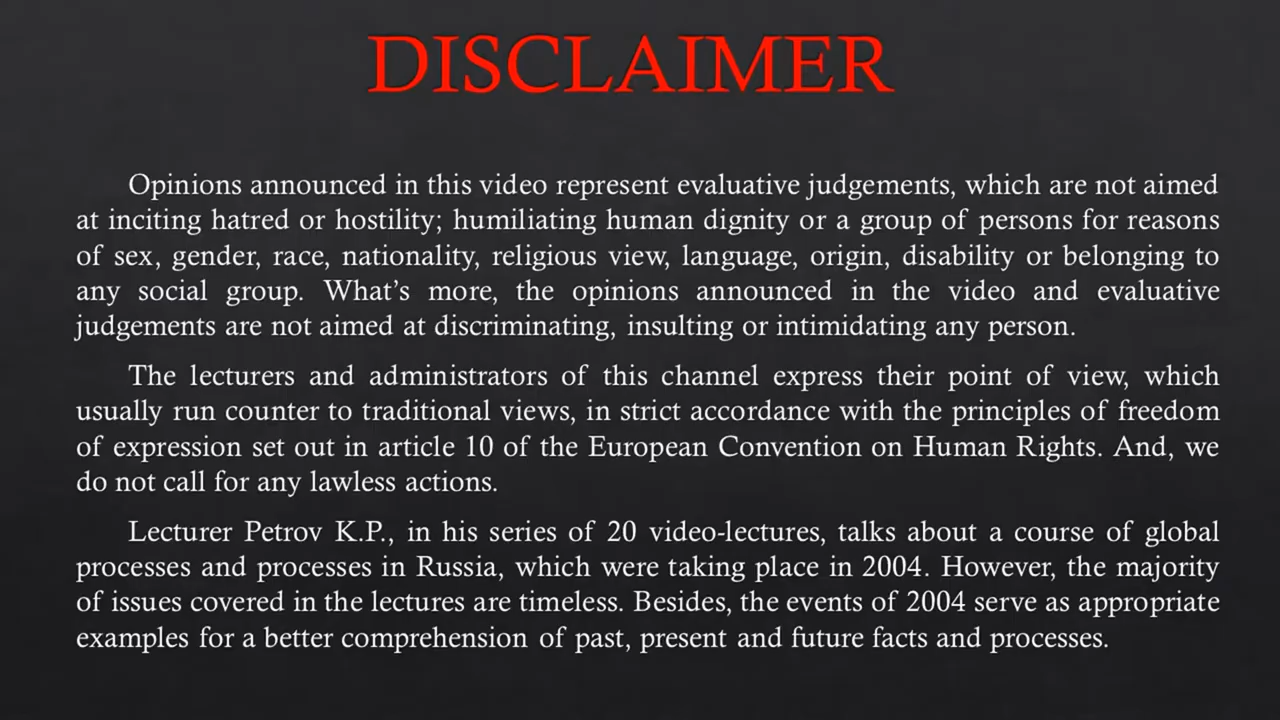 DISCLAIMER
Opinions announced in this video represent evaluative judgements, which are not aimed
at inciting hatred or hostility; humiliating human dignity or a group of persons for reasons
of sex, gender, race, nationality, religious view, language, origin, disability or belonging to
any social group. What’s more, the opinions announced in the video and evaluative
judgements are not aimed at discriminating, insulting or intimidating any person.
The lecturers and administrators of this channel express their point of view, which
usually run counter to traditional views, in strict accordance with the principles of freedom
of expression set out in article 10 of the European Convention on Human Rights. And, we
do not call for any lawless actions.
Lecturer Petrov K.P., in his series of 20 video-lectures, talks about a course of global
processes and processes in Russia, which were taking place in 2004. However, the majority
of issues covered in the lectures are timeless. Besides, the events of 2004 serve as appropriate
examples for a better comprehension of past, present and future facts and processes.